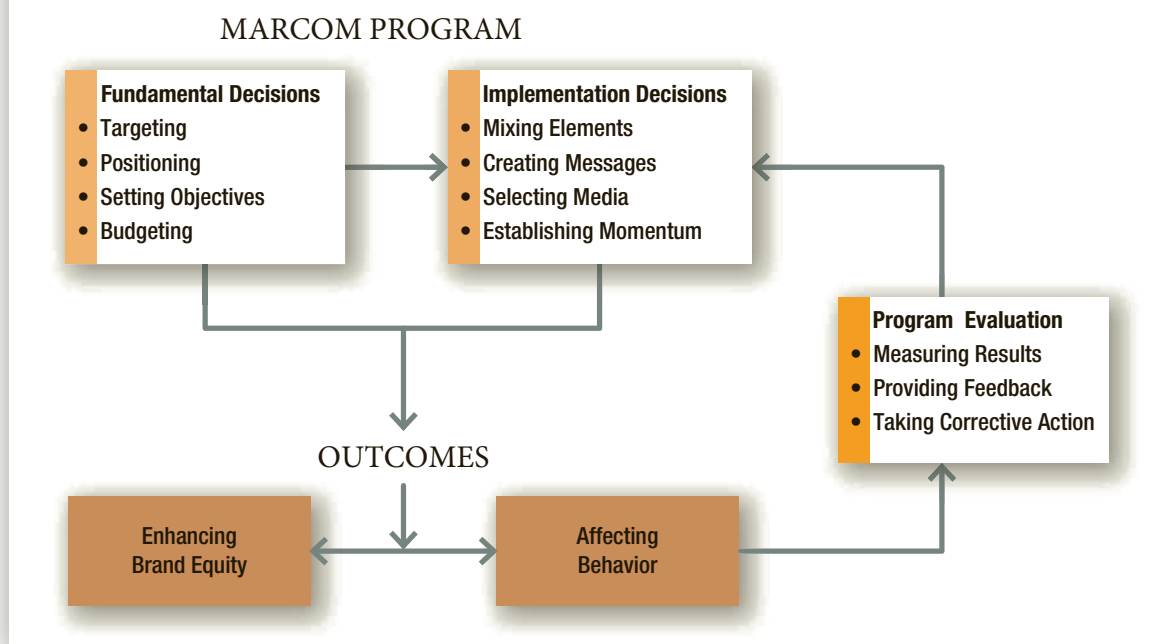 MARCOM PROGRAM
Fundamental Decisions
• Targeting
• Positioning
• Setting Objectives
• Budgeting
Implementation Decisions
• Mixing Elements
• Creating Messages
• Selecting Media
• Establishing Momentum
Program Evaluation
• Measuring Results
• Providing Feedback
• Taking Corrective Action
OUTCOMES
Enhancing
Brand Equity
Affecting
Behavior